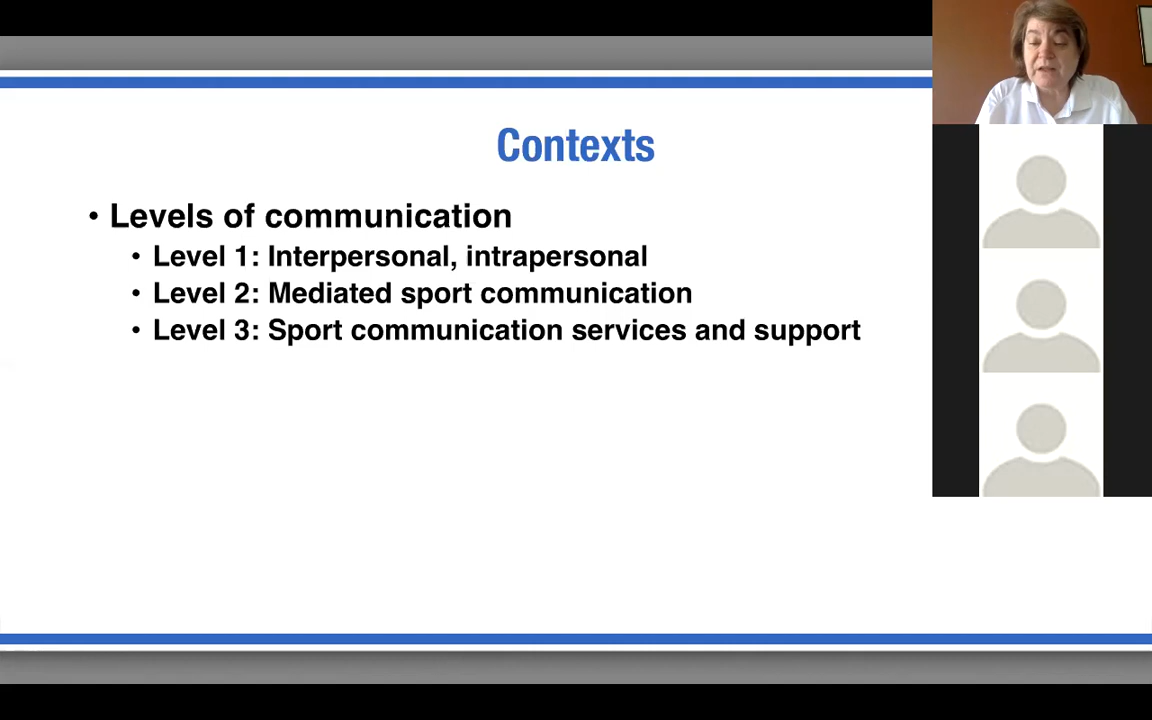 Contexts
• Levels of communication
• Level 1: Interpersonal, intrapersonal
• Level 2: Mediated sport communication
• Level 3: Sport communication services and support